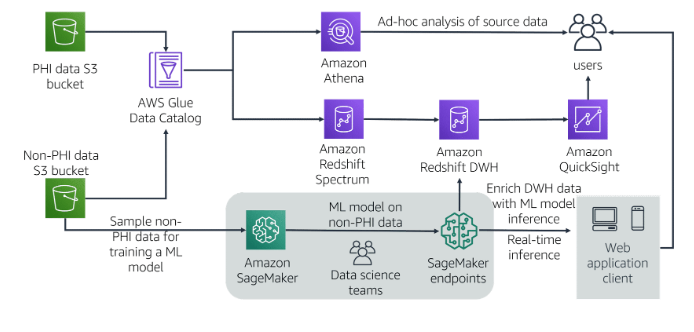 Ad-hoc analysis of source data
PHI data S3
bucket
AWS Glue
Data Catalog
Amazon
Athena
users
Non-PHI data
S3 bucket
Amazon
Redshift
Spectrum
Amazon
Redshift DWH
Amazon
QuickSight
Sample non-
PHI data for
training a ML
model
Amazon
SageMaker
ML model on
non-PHI data
Data science
teams
SageMaker
endpoints
Enrich DWH data
with ML model
inference
Real-time
inference
Web
application
client